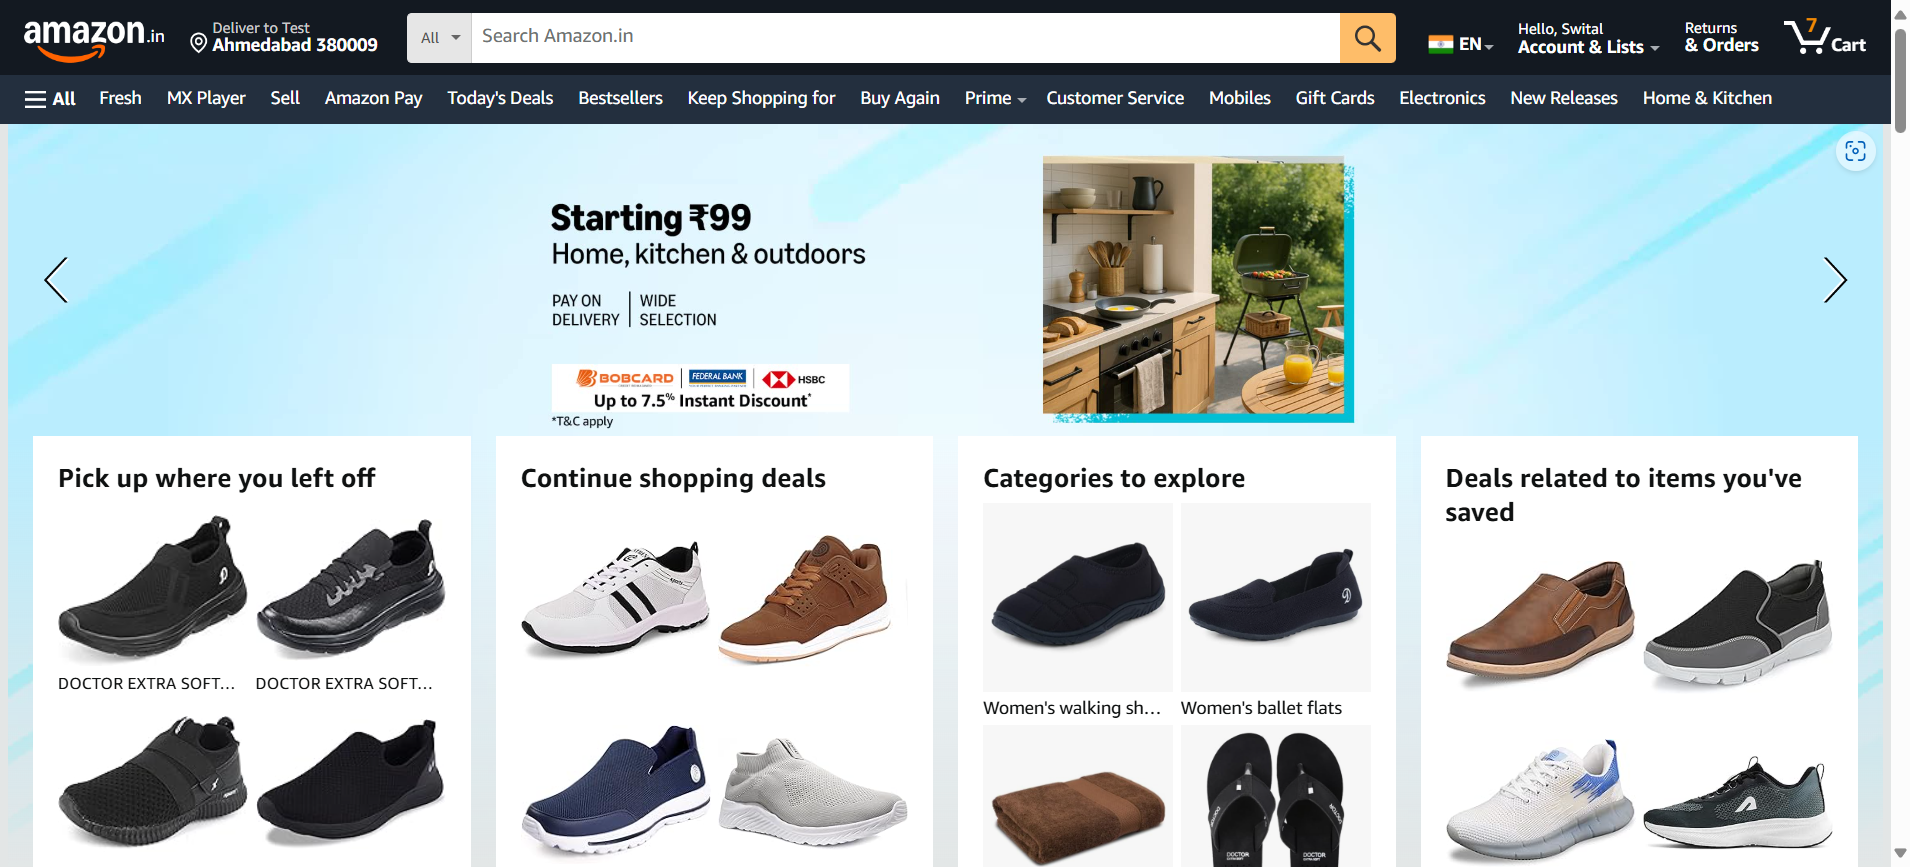 amazon.in
Deliver to Test
Ahmedabad 380009
All
Search Amazon.in
EN
Hello, Swital
Account & Lists
Returns
& Orders
7
Cart
All
Fresh
MX Player
Sell
Amazon Pay
Today's Deals
Bestsellers
Keep Shopping for
Buy Again
Prime
Customer Service
Mobiles
Gift Cards
Electronics
New Releases
Home & Kitchen
Starting ₹99
Home, kitchen & outdoors
PAY ON
DELIVERY
WIDE
SELECTION
BOBCARD
FEDERAL BANK
HSBC
Up to 7.5% Instant Discount*
*T&C apply
Pick up where you left off
DOCTOR EXTRA SOFT...
DOCTOR EXTRA SOFT...
Continue shopping deals
Categories to explore
Women's walking sh...
Women's ballet flats
DOCTOR
DOCTOR
Deals related to items you've
saved